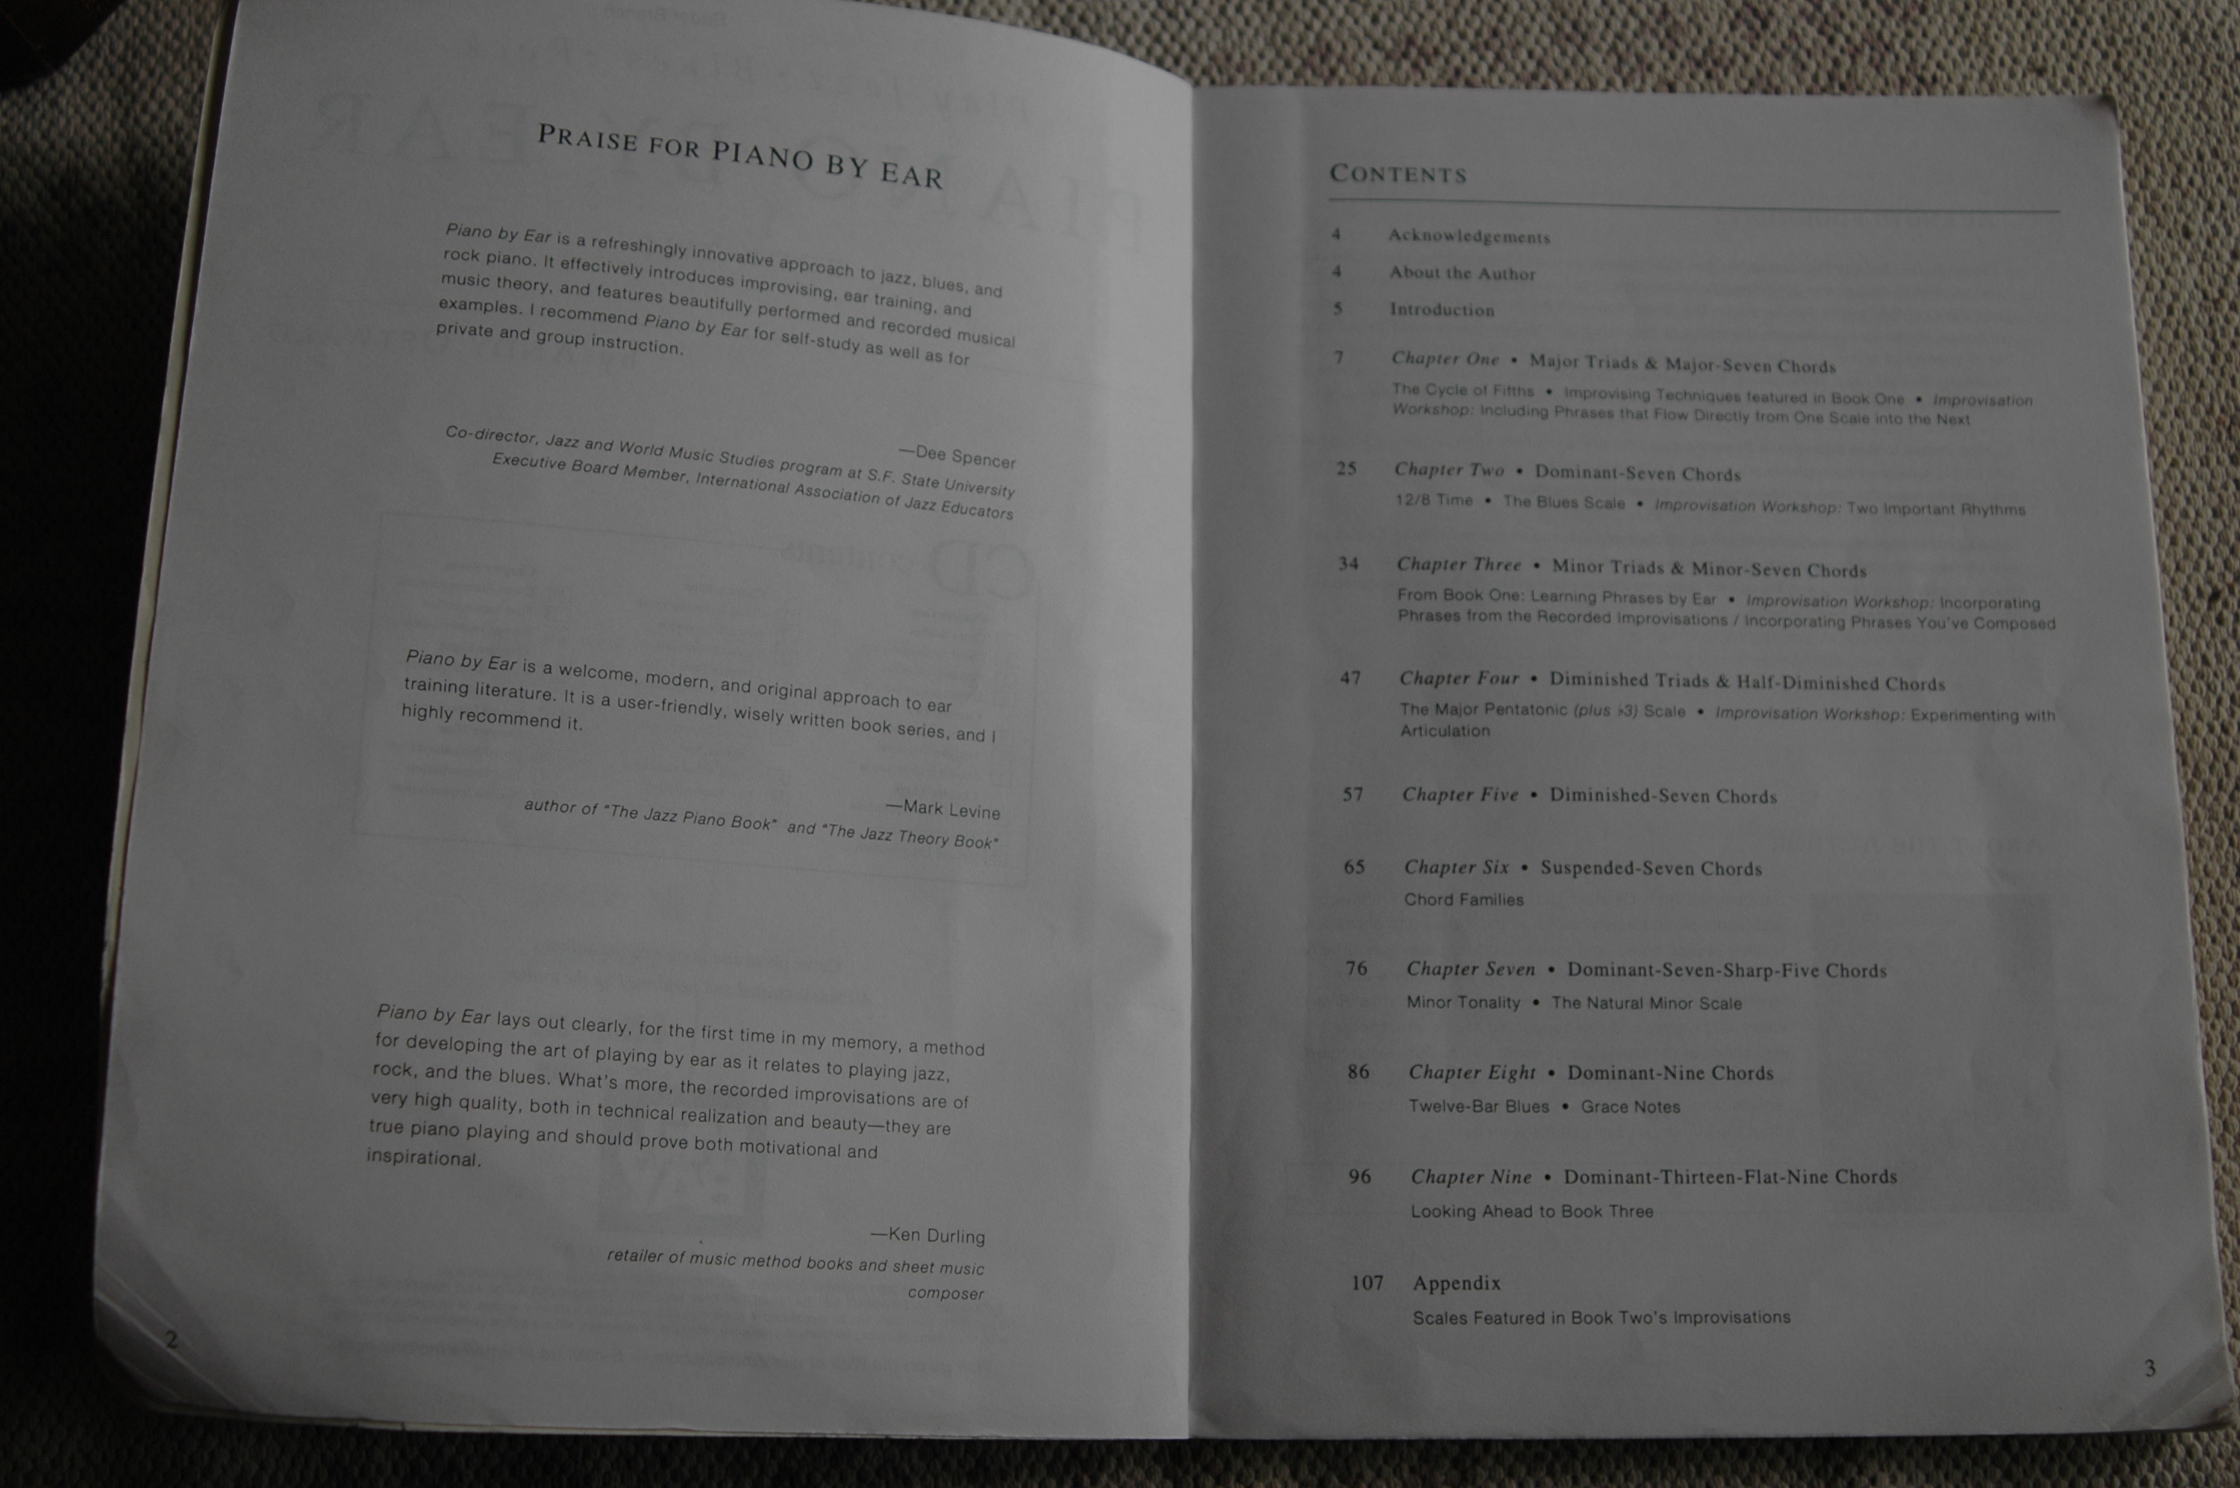 PRAISE FOR PIANO BY EAR
Piano by Ear is a refreshingly innovative approach to jazz, blues, and
rock piano. It effectively introduces improvising, ear training, and
music theory, and features beautifully performed and recorded musical
examples. I recommend Piano by Ear for self-study as well as for
private and group instruction.
—Dee Spencer
Co-director, Jazz and World Music Studies program at S.F. State University
Executive Board Member, International Association of Jazz Educators
Piano by Ear is a welcome, modern, and original approach to ear
training literature. It is a user-friendly, wisely written book series, and I
highly recommend it.
—Mark Levine
author of "The Jazz Piano Book" and "The Jazz Theory Book"
Piano by Ear lays out clearly, for the first time in my memory, a method
for developing the art of playing by ear as it relates to playing jazz,
rock, and the blues. What's more, the recorded improvisations are of
very high quality, both in technical realization and beauty—they are
true piano playing and should prove both motivational and
inspirational.
—Ken Durling
retailer of music method books and sheet music
composer
2
CONTENTS
4 Acknowledgements
4 About the Author
5 Introduction
7 Chapter One • Major Triads & Major-Seven Chords
The Cycle of Fifths • Improvising Techniques featured in Book One • Improvisation
Workshop: Including Phrases that Flow Directly from One Scale into the Next
25 Chapter Two • Dominant-Seven Chords
12/8 Time • The Blues Scale • Improvisation Workshop: Two Important Rhythms
34 Chapter Three • Minor Triads & Minor-Seven Chords
From Book One: Learning Phrases by Ear • Improvisation Workshop: Incorporating
Phrases from the Recorded Improvisations / Incorporating Phrases You've Composed
47 Chapter Four • Diminished Triads & Half-Diminished Chords
The Major Pentatonic (plus ♭3) Scale • Improvisation Workshop: Experimenting with
Articulation
57 Chapter Five • Diminished-Seven Chords
65 Chapter Six • Suspended-Seven Chords
Chord Families
76 Chapter Seven • Dominant-Seven-Sharp-Five Chords
Minor Tonality • The Natural Minor Scale
86 Chapter Eight • Dominant-Nine Chords
Twelve-Bar Blues • Grace Notes
96 Chapter Nine • Dominant-Thirteen-Flat-Nine Chords
Looking Ahead to Book Three
107 Appendix
Scales Featured in Book Two's Improvisations
3